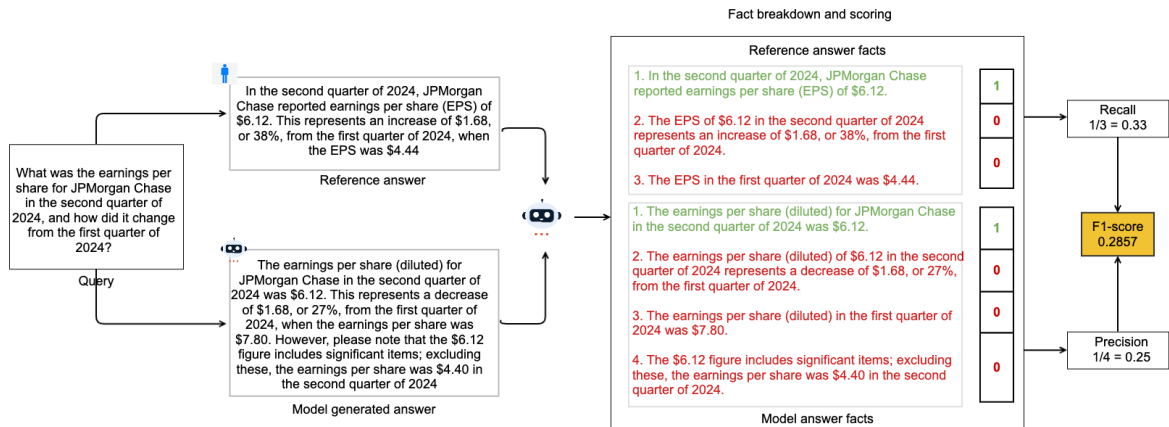 Fact breakdown and scoring
What was the earnings per
share for JPMorgan Chase
in the second quarter of
2024, and how did it change
from the first quarter of
2024?
Query
In the second quarter of 2024, JPMorgan
Chase reported earnings per share (EPS) of
$6.12. This represents an increase of $1.68,
or 38%, from the first quarter of 2024, when
the EPS was $4.44
Reference answer
The earnings per share (diluted) for
JPMorgan Chase in the second quarter of
2024 was $6.12. This represents a decrease
of $1.68, or 27%, from the first quarter of
2024, when the earnings per share was
$7.80. However, please note that the $6.12
figure includes significant items; excluding
these, the earnings per share was $4.40 in
the second quarter of 2024
Model generated answer
Reference answer facts
1. In the second quarter of 2024, JPMorgan Chase
reported earnings per share (EPS) of $6.12.
2. The EPS of $6.12 in the second quarter of 2024
represents an increase of $1.68, or 38%, from the first
quarter of 2024.
3. The EPS in the first quarter of 2024 was $4.44.
1
0
0
1. The earnings per share (diluted) for JPMorgan Chase
in the second quarter of 2024 was $6.12.
2. The earnings per share (diluted) of $6.12 in the second
quarter of 2024 represents a decrease of $1.68, or 27%,
from the first quarter of 2024.
3. The earnings per share (diluted) in the first quarter of
2024 was $7.80.
4. The $6.12 figure includes significant items; excluding
these, the earnings per share was $4.40 in the second
quarter of 2024.
1
0
0
0
Model answer facts
Recall
1/3 = 0.33
F1-score
0.2857
Precision
1/4 = 0.25